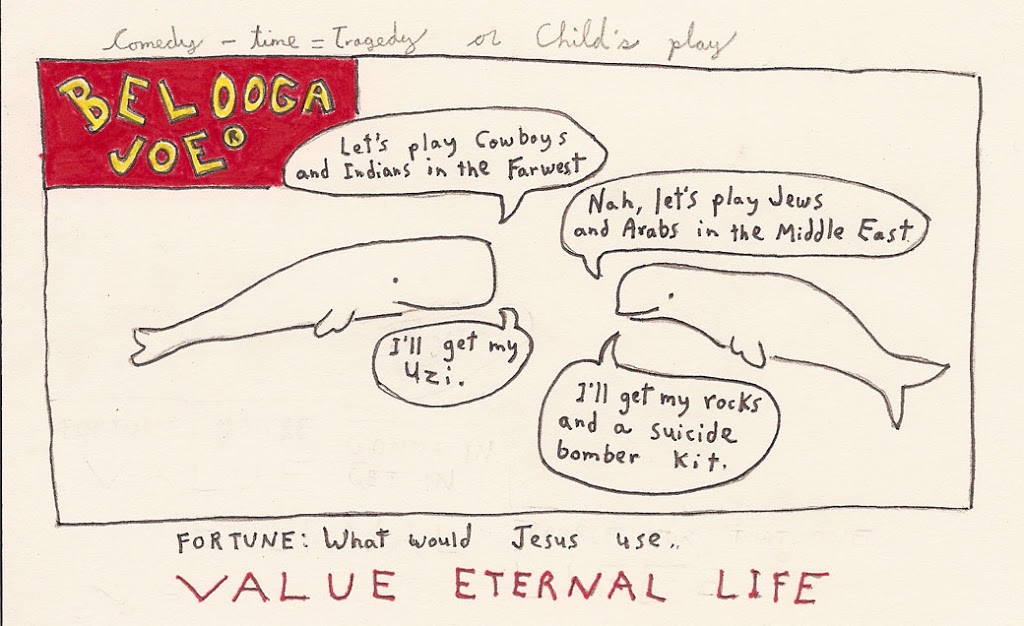 Comedy - time = Tragedy or Child's play
BELOOGA
JOE®
Let's play Cowboys
and Indians in the Farwest
Nah, let's play Jews
and Arabs in the Middle East
I'll get my
Uzi.
I'll get my rocks
and a suicide
bomber kit.
FORTUNE: What would Jesus use..
VALUE ETERNAL LIFE